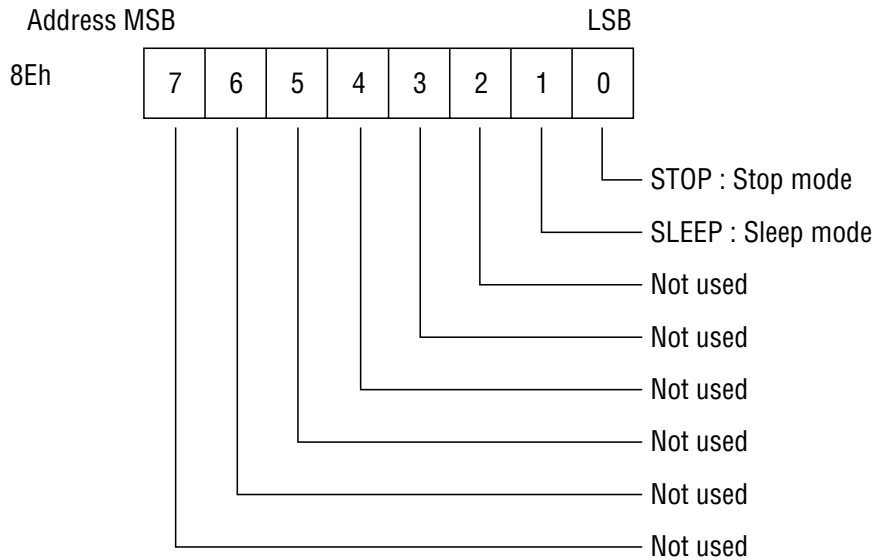 Address MSB LSB
8Eh 7 6 5 4 3 2 1 0
STOP : Stop mode
SLEEP : Sleep mode
Not used
Not used
Not used
Not used
Not used
Not used